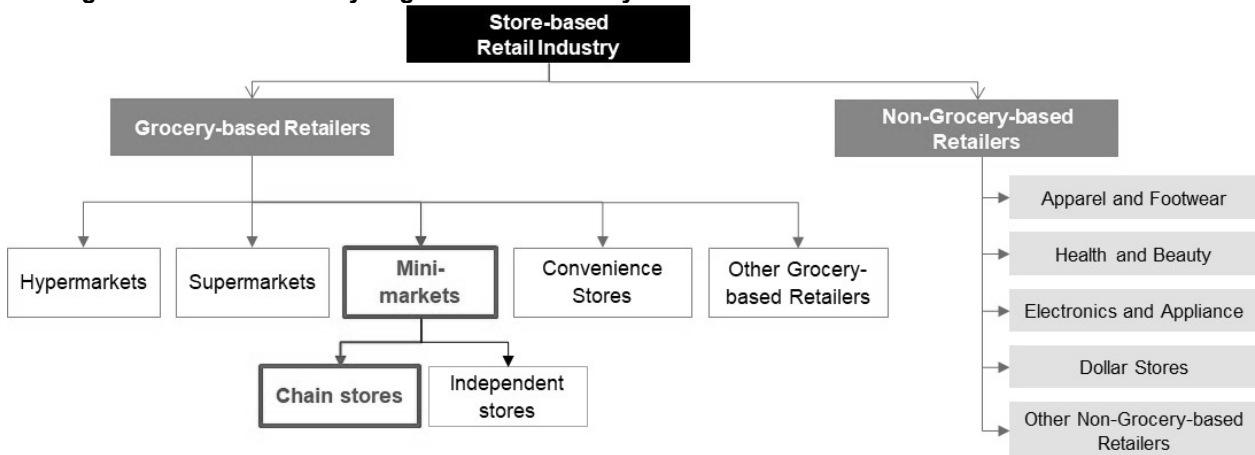 Store-based
Retail Industry
Grocery-based Retailers
Non-Grocery-based
Retailers
Apparel and Footwear
Health and Beauty
Electronics and Appliance
Dollar Stores
Other Non-Grocery-based
Retailers
Hypermarkets
Supermarkets
Mini-
markets
Convenience
Stores
Other Grocery-
based Retailers
Chain stores
Independent
stores